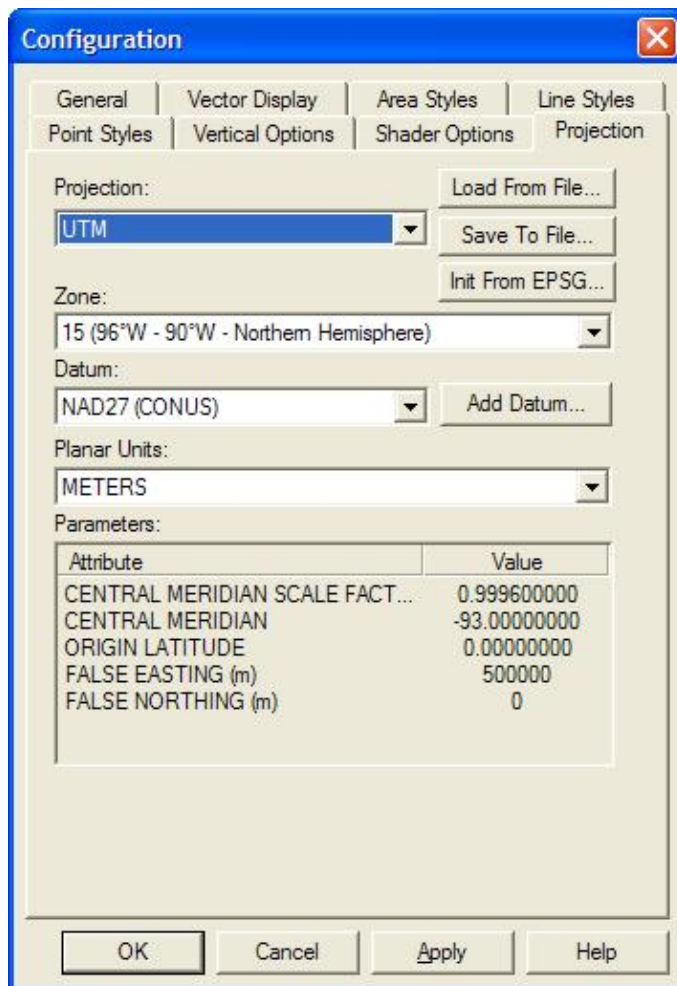 Configuration
General Vector Display Area Styles Line Styles
Point Styles Vertical Options Shader Options Projection
Projection:
Load From File...
UTM
Save To File...
Init From EPSG...
Zone:
15 (96°W - 90°W - Northern Hemisphere)
Datum:
NAD27 (CONUS)
Add Datum...
Planar Units:
METERS
Parameters:
Attribute Value
CENTRAL MERIDIAN SCALE FACT... 0.999600000
CENTRAL MERIDIAN -93.00000000
ORIGIN LATITUDE 0.00000000
FALSE EASTING (m) 500000
FALSE NORTHING (m) 0
OK Cancel Apply Help